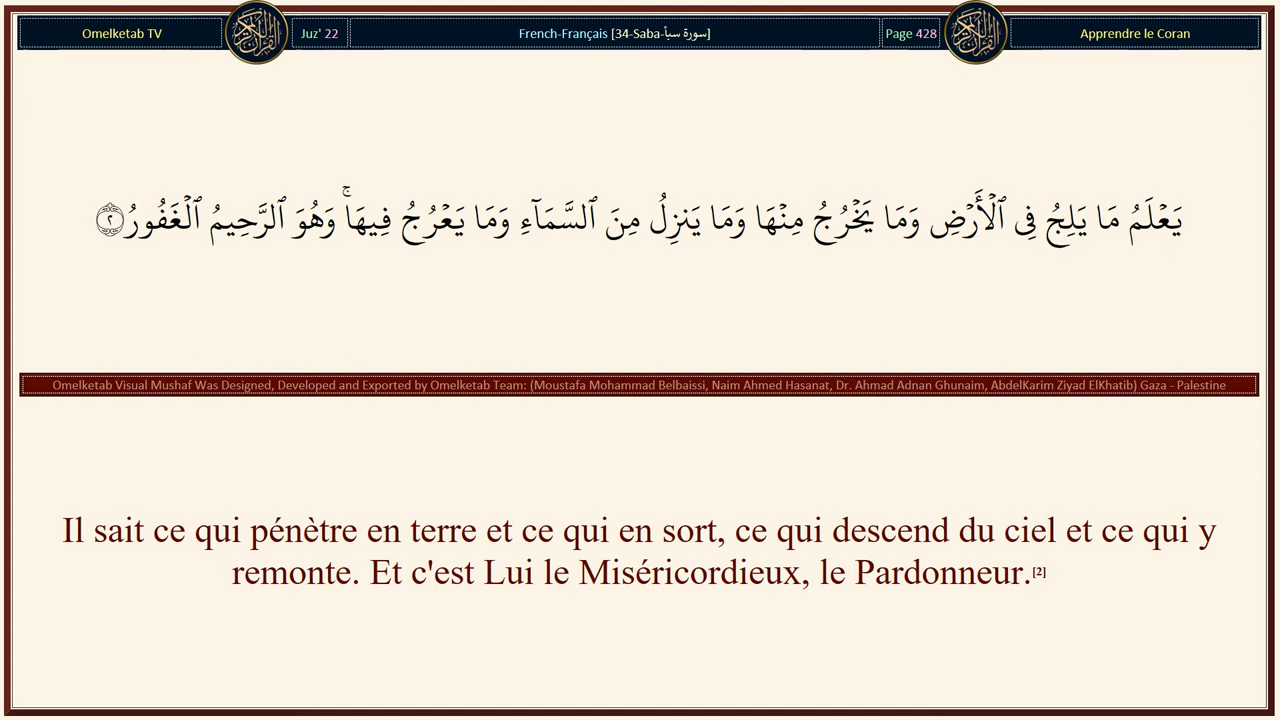 Omelketab TV
Juz' 22
French-Français [34-Saba-سورة سبأ]
Page 428
Apprendre le Coran
يَعْلَمُ مَا يَلِجُ فِى ٱلْأَرْضِ وَمَا يَخْرُجُ مِنْهَا وَمَا يَنزِلُ مِنَ ٱلسَّمَآءِ وَمَا يَعْرُجُ فِيهَا ۚ وَهُوَ ٱلرَّحِيمُ ٱلْغَفُورُ ٢
Omelketab Visual Mushaf Was Designed, Developed and Exported by Omelketab Team: (Moustafa Mohammad Belbaissi, Naim Ahmed Hasanat, Dr. Ahmad Adnan Ghunaim, AbdelKarim Ziyad ElKhatib) Gaza - Palestine
Il sait ce qui pénètre en terre et ce qui en sort, ce qui descend du ciel et ce qui y
remonte. Et c'est Lui le Miséricordieux, le Pardonneur.[2]